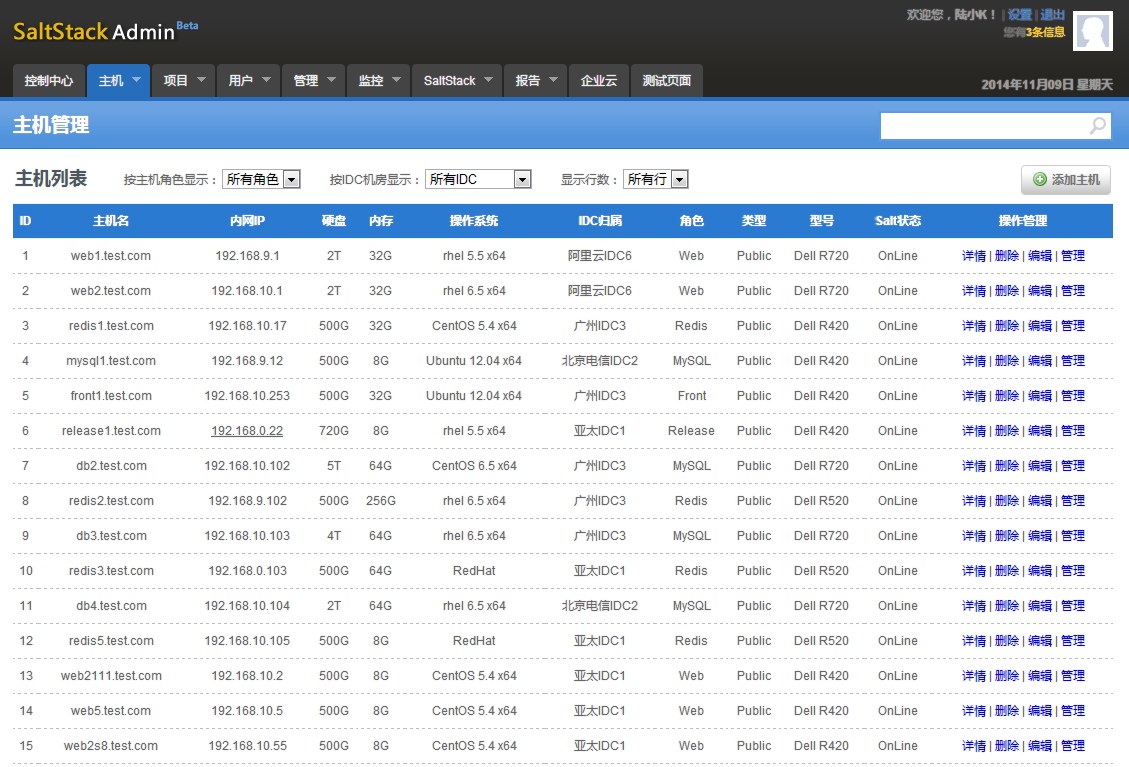 SaltStack Admin Beta
欢迎您，陆小K！ | 设置 | 退出
您有3条信息
控制中心 主机 项目 用户 管理 监控 SaltStack 报告 企业云 测试页面
2014年11月09日 星期天
主机管理
主机列表 按主机角色显示： 所有角色 按IDC机房显示： 所有IDC 显示行数： 所有行 添加主机
ID 主机名 内网IP 硬盘 内存 操作系统 IDC归属 角色 类型 型号 Salt状态 操作管理
1 web1.test.com 192.168.9.1 2T 32G rhel 5.5 x64 阿里云IDC6 Web Public Dell R720 OnLine 详情 | 删除 | 编辑 | 管理
2 web2.test.com 192.168.10.1 2T 32G rhel 6.5 x64 阿里云IDC6 Web Public Dell R720 OnLine 详情 | 删除 | 编辑 | 管理
3 redis1.test.com 192.168.10.17 500G 32G CentOS 5.4 x64 广州IDC3 Redis Public Dell R420 OnLine 详情 | 删除 | 编辑 | 管理
4 mysql1.test.com 192.168.9.12 500G 8G Ubuntu 12.04 x64 北京电信IDC2 MySQL Public Dell R420 OnLine 详情 | 删除 | 编辑 | 管理
5 front1.test.com 192.168.10.253 500G 32G Ubuntu 12.04 x64 广州IDC3 Front Public Dell R420 OnLine 详情 | 删除 | 编辑 | 管理
6 release1.test.com 192.168.0.22 720G 8G rhel 5.5 x64 亚太IDC1 Release Public Dell R420 OnLine 详情 | 删除 | 编辑 | 管理
7 db2.test.com 192.168.10.102 5T 64G CentOS 6.5 x64 广州IDC3 MySQL Public Dell R720 OnLine 详情 | 删除 | 编辑 | 管理
8 redis2.test.com 192.168.9.102 500G 256G rhel 6.5 x64 广州IDC3 Redis Public Dell R520 OnLine 详情 | 删除 | 编辑 | 管理
9 db3.test.com 192.168.10.103 4T 64G rhel 6.5 x64 广州IDC3 MySQL Public Dell R720 OnLine 详情 | 删除 | 编辑 | 管理
10 redis3.test.com 192.168.0.103 500G 64G RedHat 亚太IDC1 Redis Public Dell R520 OnLine 详情 | 删除 | 编辑 | 管理
11 db4.test.com 192.168.10.104 2T 64G rhel 6.5 x64 北京电信IDC2 MySQL Public Dell R720 OnLine 详情 | 删除 | 编辑 | 管理
12 redis5.test.com 192.168.10.105 500G 8G RedHat 亚太IDC1 Redis Public Dell R520 OnLine 详情 | 删除 | 编辑 | 管理
13 web2111.test.com 192.168.10.2 500G 8G CentOS 5.4 x64 亚太IDC1 Web Public Dell R420 OnLine 详情 | 删除 | 编辑 | 管理
14 web5.test.com 192.168.10.5 500G 8G CentOS 5.4 x64 亚太IDC1 Web Public Dell R420 OnLine 详情 | 删除 | 编辑 | 管理
15 web2s8.test.com 192.168.10.55 500G 8G CentOS 5.4 x64 亚太IDC1 Web Public Dell R420 OnLine 详情 | 删除 | 编辑 | 管理